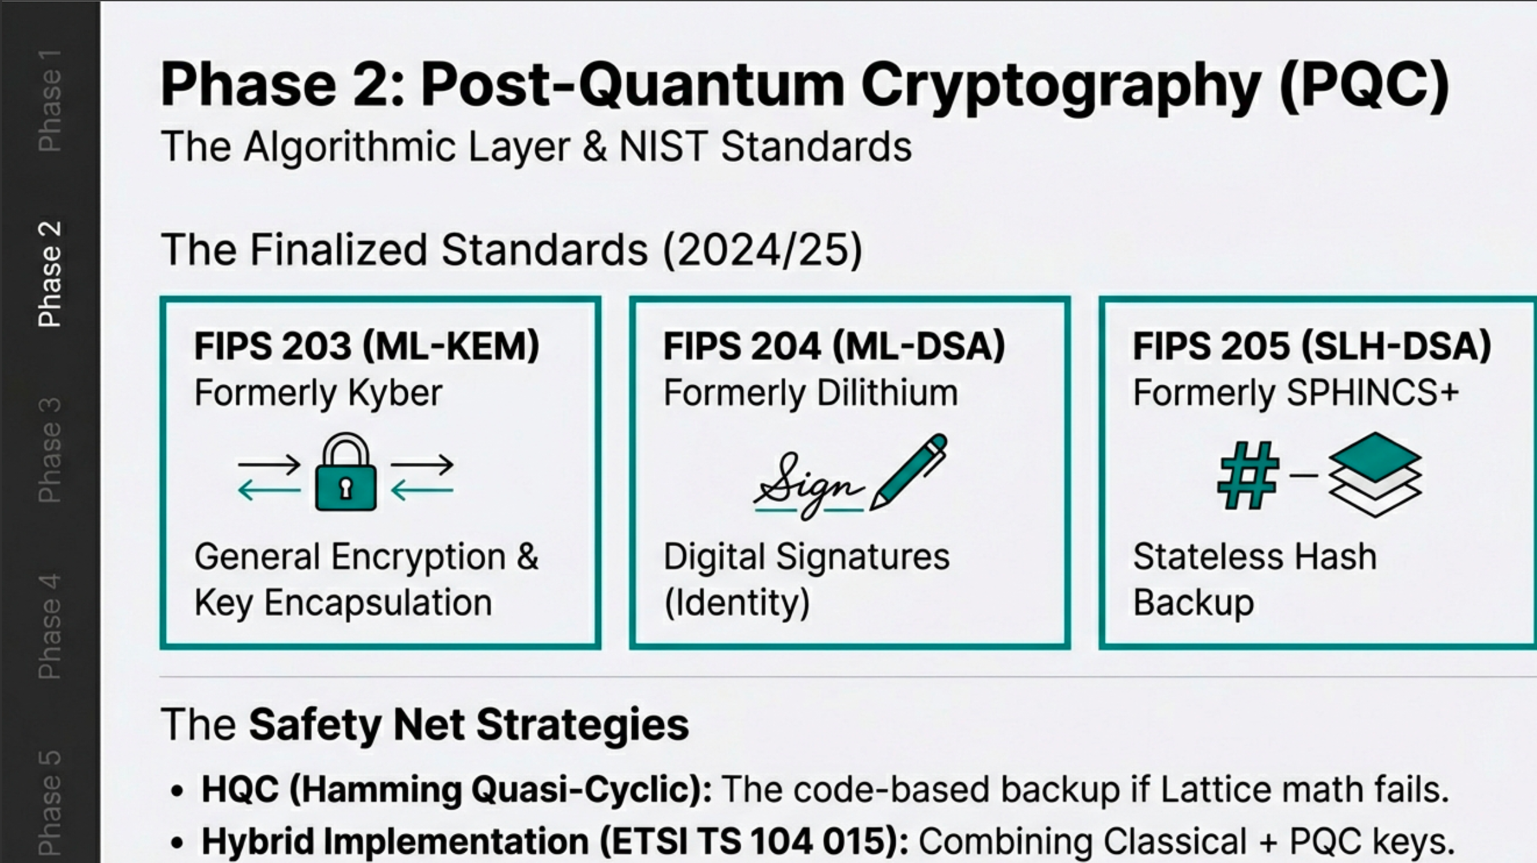 Phase 1
Phase 2
Phase 3
Phase 4
Phase 5
Phase 2: Post-Quantum Cryptography (PQC)
The Algorithmic Layer & NIST Standards
The Finalized Standards (2024/25)
FIPS 203 (ML-KEM)
Formerly Kyber
General Encryption &
Key Encapsulation
FIPS 204 (ML-DSA)
Formerly Dilithium
Sign
Digital Signatures
(Identity)
FIPS 205 (SLH-DSA)
Formerly SPHINCS+
#
Stateless Hash
Backup
The Safety Net Strategies
• HQC (Hamming Quasi-Cyclic): The code-based backup if Lattice math fails.
• Hybrid Implementation (ETSI TS 104 015): Combining Classical + PQC keys.